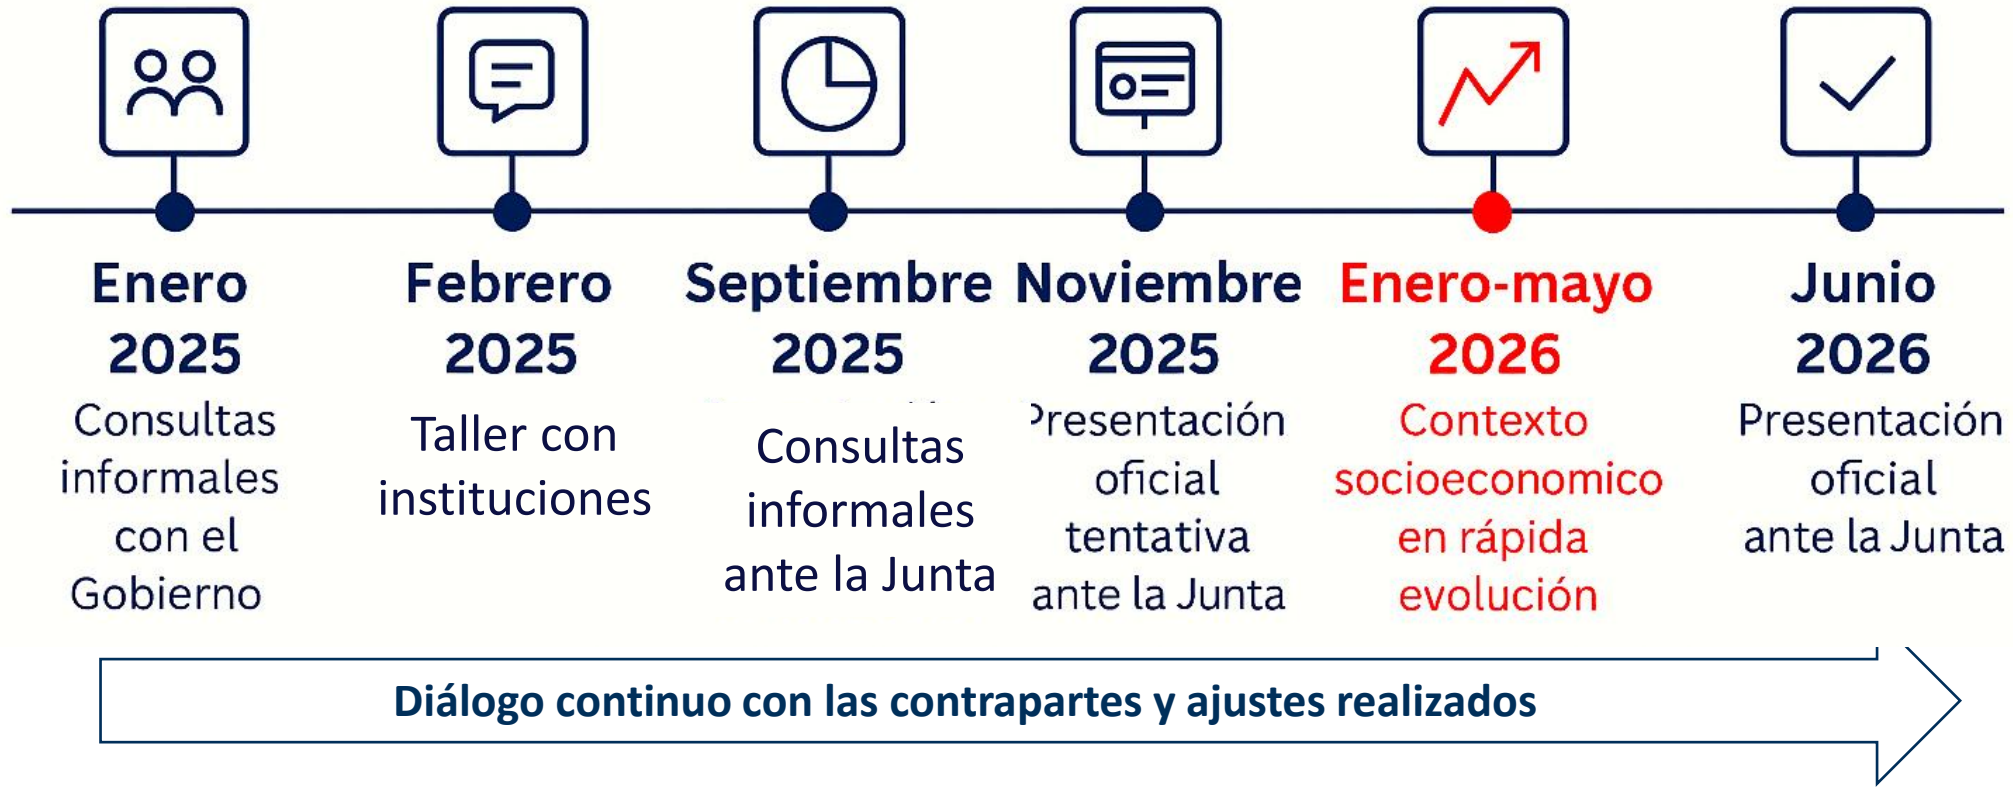 Enero
2025
Consultas
informales
con el
Gobierno
Febrero
2025
Taller con
instituciones
Septiembre
2025
Consultas
informales
ante la Junta
Noviembre
2025
Presentación
oficial
tentativa
ante la Junta
Enero-mayo
2026
Contexto
socioeconomico
en rápida
evolución
Junio
2026
Presentación
oficial
ante la Junta
Diálogo continuo con las contrapartes y ajustes realizados